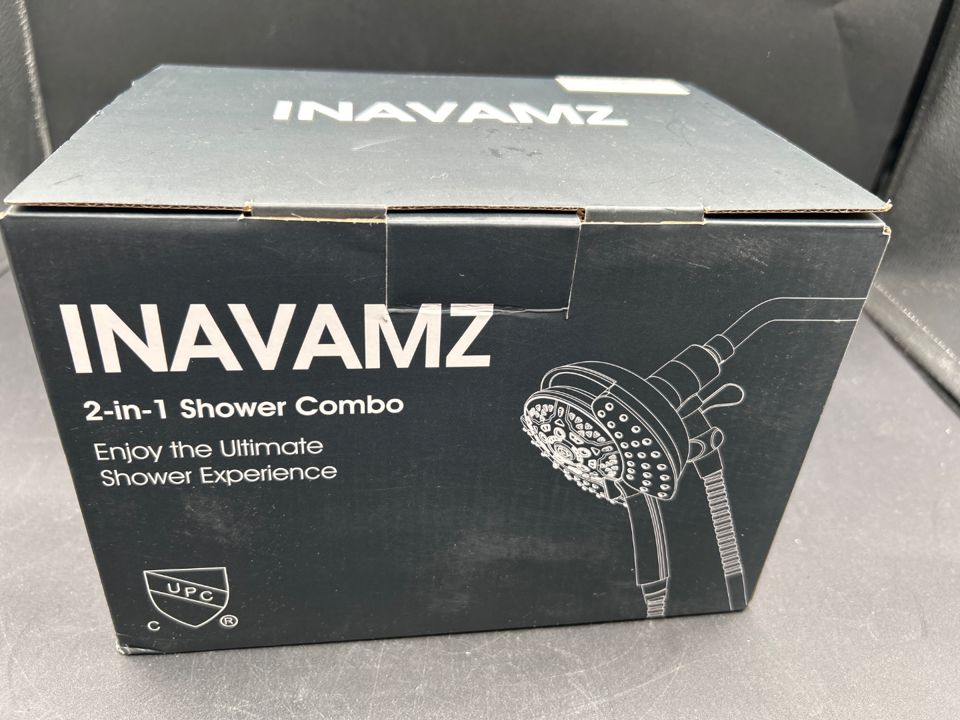 INAVAMZ
INAVAMZ
2-in-1 Shower Combo
Enjoy the Ultimate
Shower Experience
UPC
C ®